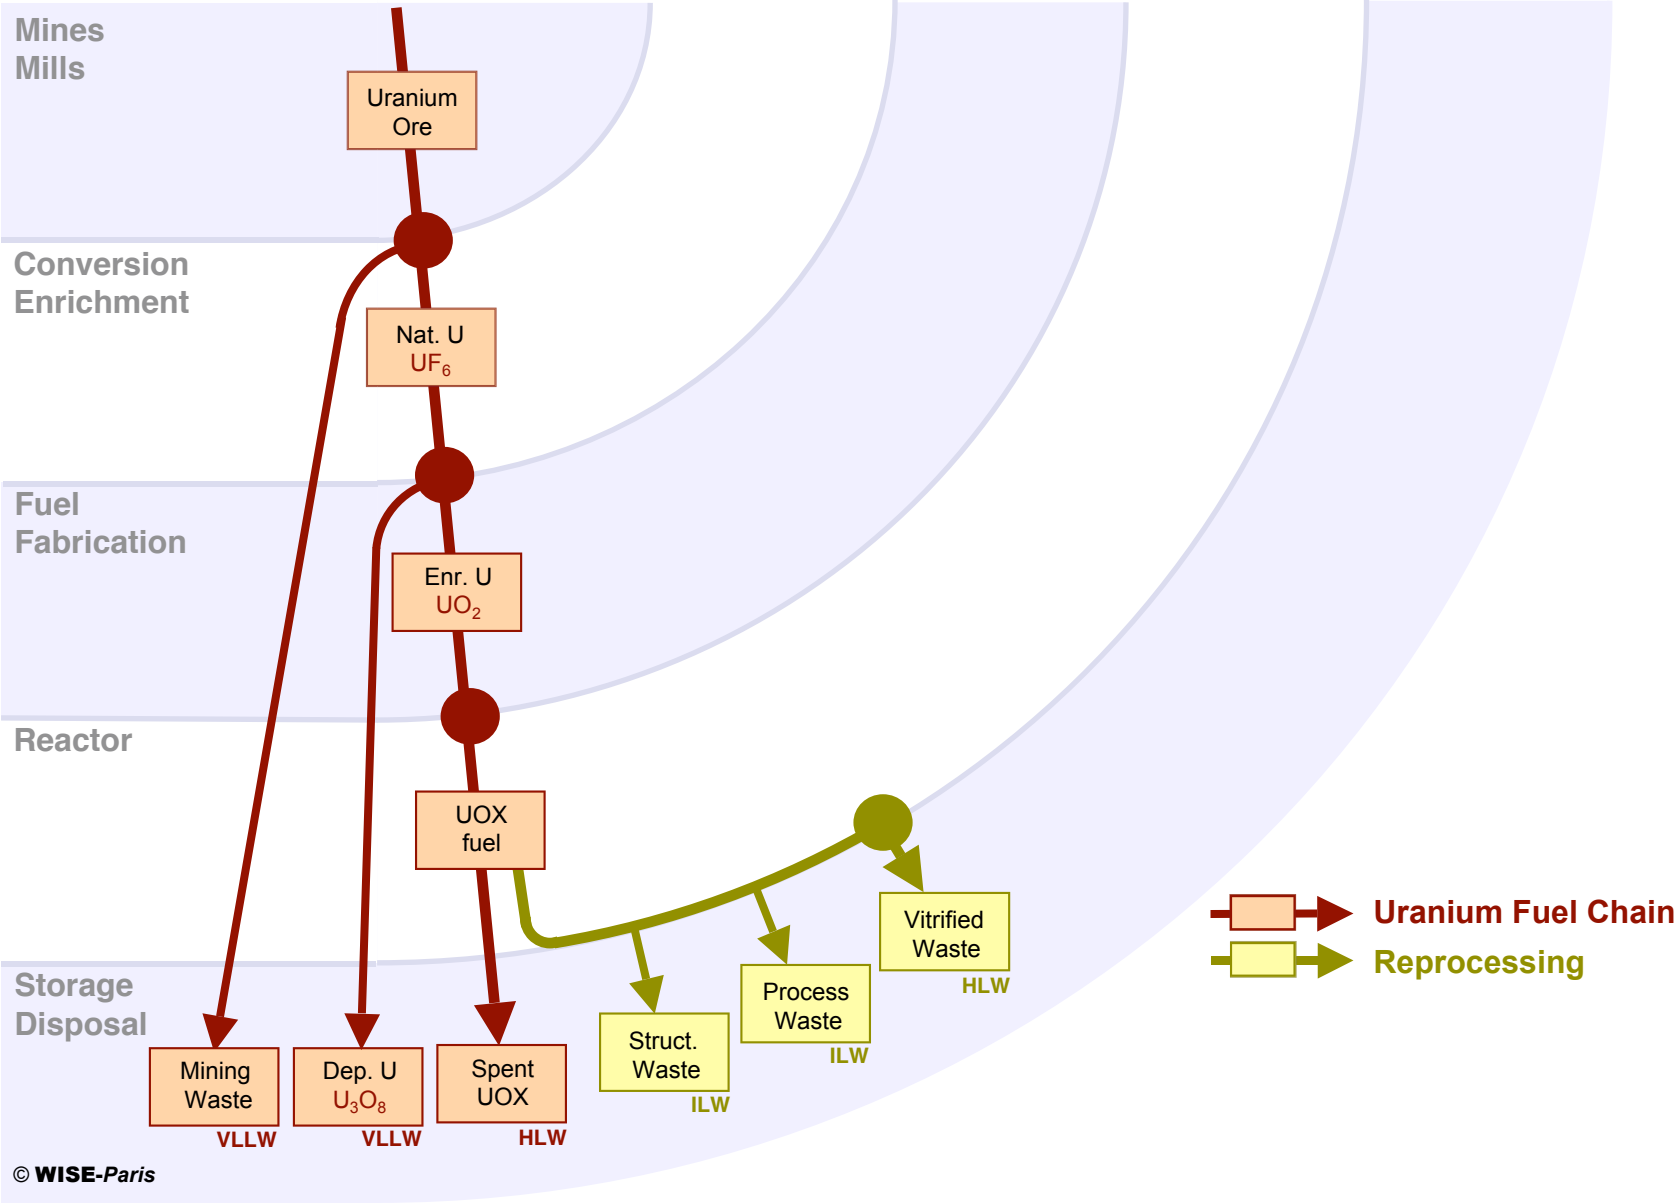 Mines
Mills
Uranium
Ore
Conversion
Enrichment
Nat. U
UF₆
Fuel
Fabrication
Enr. U
UO₂
Reactor
UOX
fuel
Vitrified
Waste
HLW
Uranium Fuel Chain
Reprocessing
Storage
Disposal
Process
Waste
ILW
Struct.
Waste
ILW
Mining
Waste
VLLW
Dep. U
U₃O₈
VLLW
Spent
UOX
HLW
© WISE-Paris